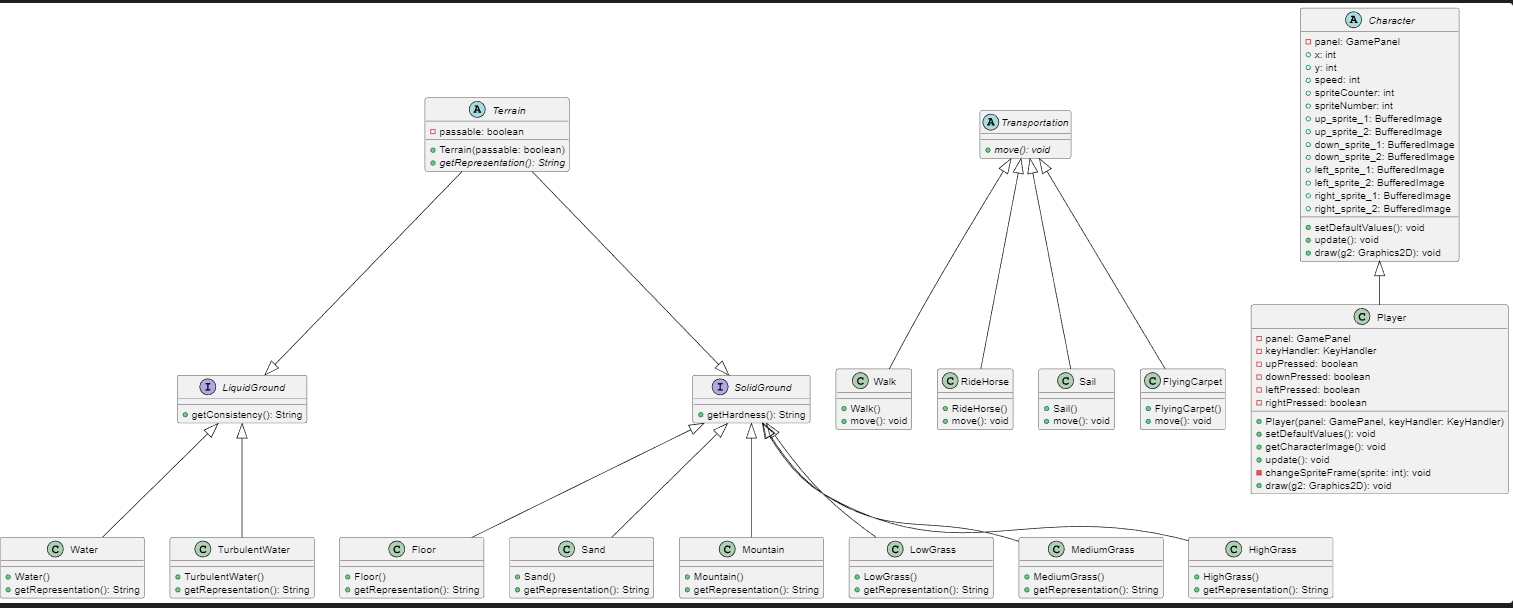 A Terrain
passable: boolean
Terrain(passable: boolean)
getRepresentation(): String
A Transportation
move(): void
A Character
panel: GamePanel
x: int
y: int
speed: int
spriteCounter: int
spriteNumber: int
up_sprite_1: BufferedImage
up_sprite_2: BufferedImage
down_sprite_1: BufferedImage
down_sprite_2: BufferedImage
left_sprite_1: BufferedImage
left_sprite_2: BufferedImage
right_sprite_1: BufferedImage
right_sprite_2: BufferedImage
setDefaultValues(): void
update(): void
draw(g2: Graphics2D): void
I LiquidGround
getConsistency(): String
I SolidGround
getHardness(): String
C Walk
Walk()
move(): void
C RideHorse
RideHorse()
move(): void
C Sail
Sail()
move(): void
C FlyingCarpet
FlyingCarpet()
move(): void
C Player
panel: GamePanel
keyHandler: KeyHandler
upPressed: boolean
downPressed: boolean
leftPressed: boolean
rightPressed: boolean
Player(panel: GamePanel, keyHandler: KeyHandler)
setDefaultValues(): void
getCharacterImage(): void
update(): void
changeSpriteFrame(sprite: int): void
draw(g2: Graphics2D): void
C Water
Water()
getRepresentation(): String
C TurbulentWater
TurbulentWater()
getRepresentation(): String
C Floor
Floor()
getRepresentation(): String
C Sand
Sand()
getRepresentation(): String
C Mountain
Mountain()
getRepresentation(): String
C LowGrass
LowGrass()
getRepresentation(): String
C MediumGrass
MediumGrass()
getRepresentation(): String
C HighGrass
HighGrass()
getRepresentation(): String